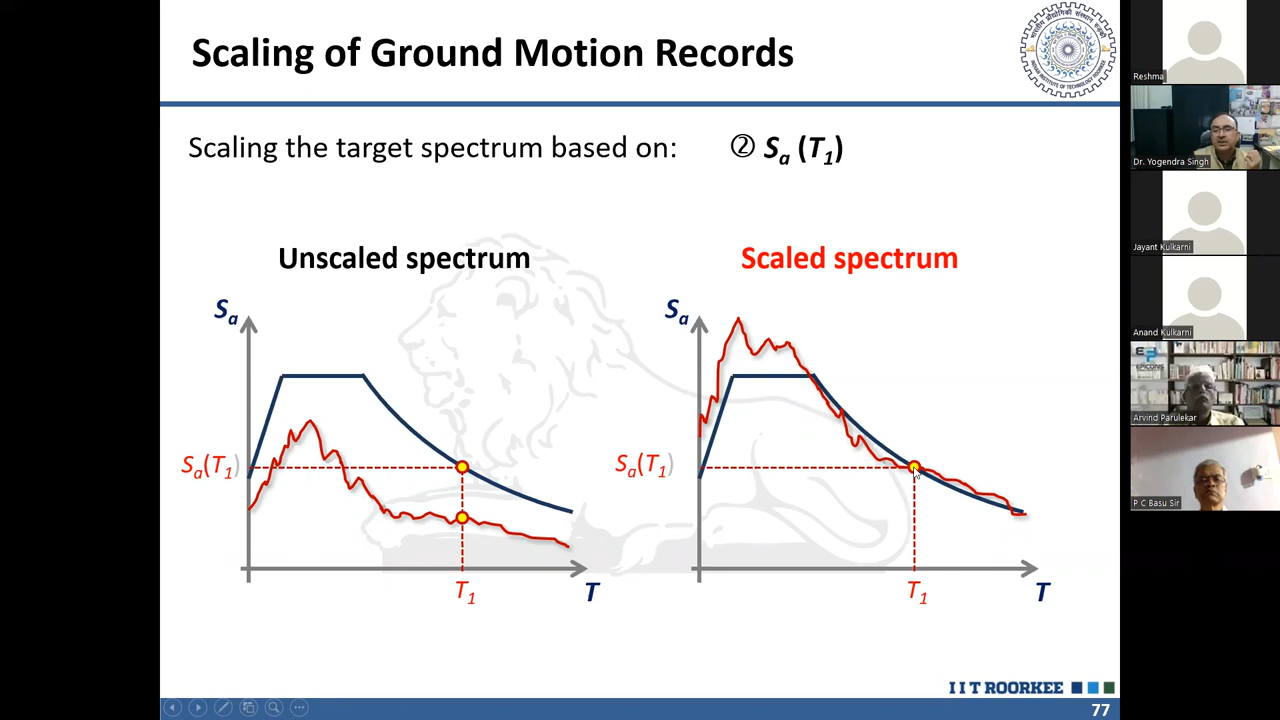 Scaling of Ground Motion Records
Scaling the target spectrum based on: ② Sa (T1)
Unscaled spectrum
Scaled spectrum
Sa
Sa
Sa(T1)
Sa(T1)
T1
T
T1
T
IIT ROORKEE
77
Reshma
Dr. Yogendra Singh
Jayant Kulkarni
Anand Kulkarni
Arvind Parulekar
P C Basu Sir